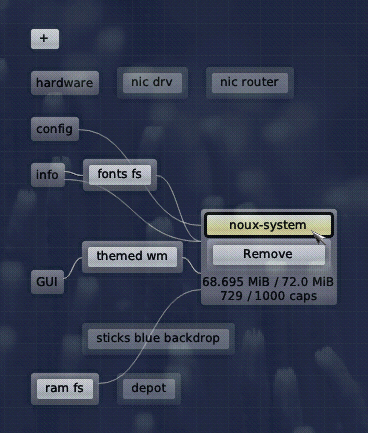 +
hardware
nic drv
nic router
config
info
fonts fs
noux-system
Remove
68.695 MiB / 72.0 MiB
729 / 1000 caps
themed wm
GUI
sticks blue backdrop
ram fs
depot